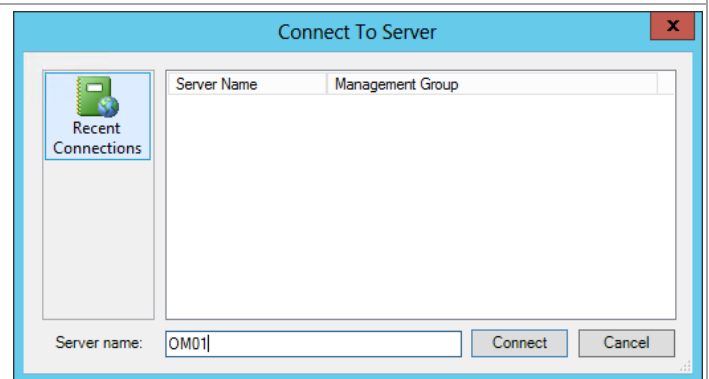 Connect To Server
x
Server Name Management Group
Recent
Connections
Server name: OM01 Connect Cancel